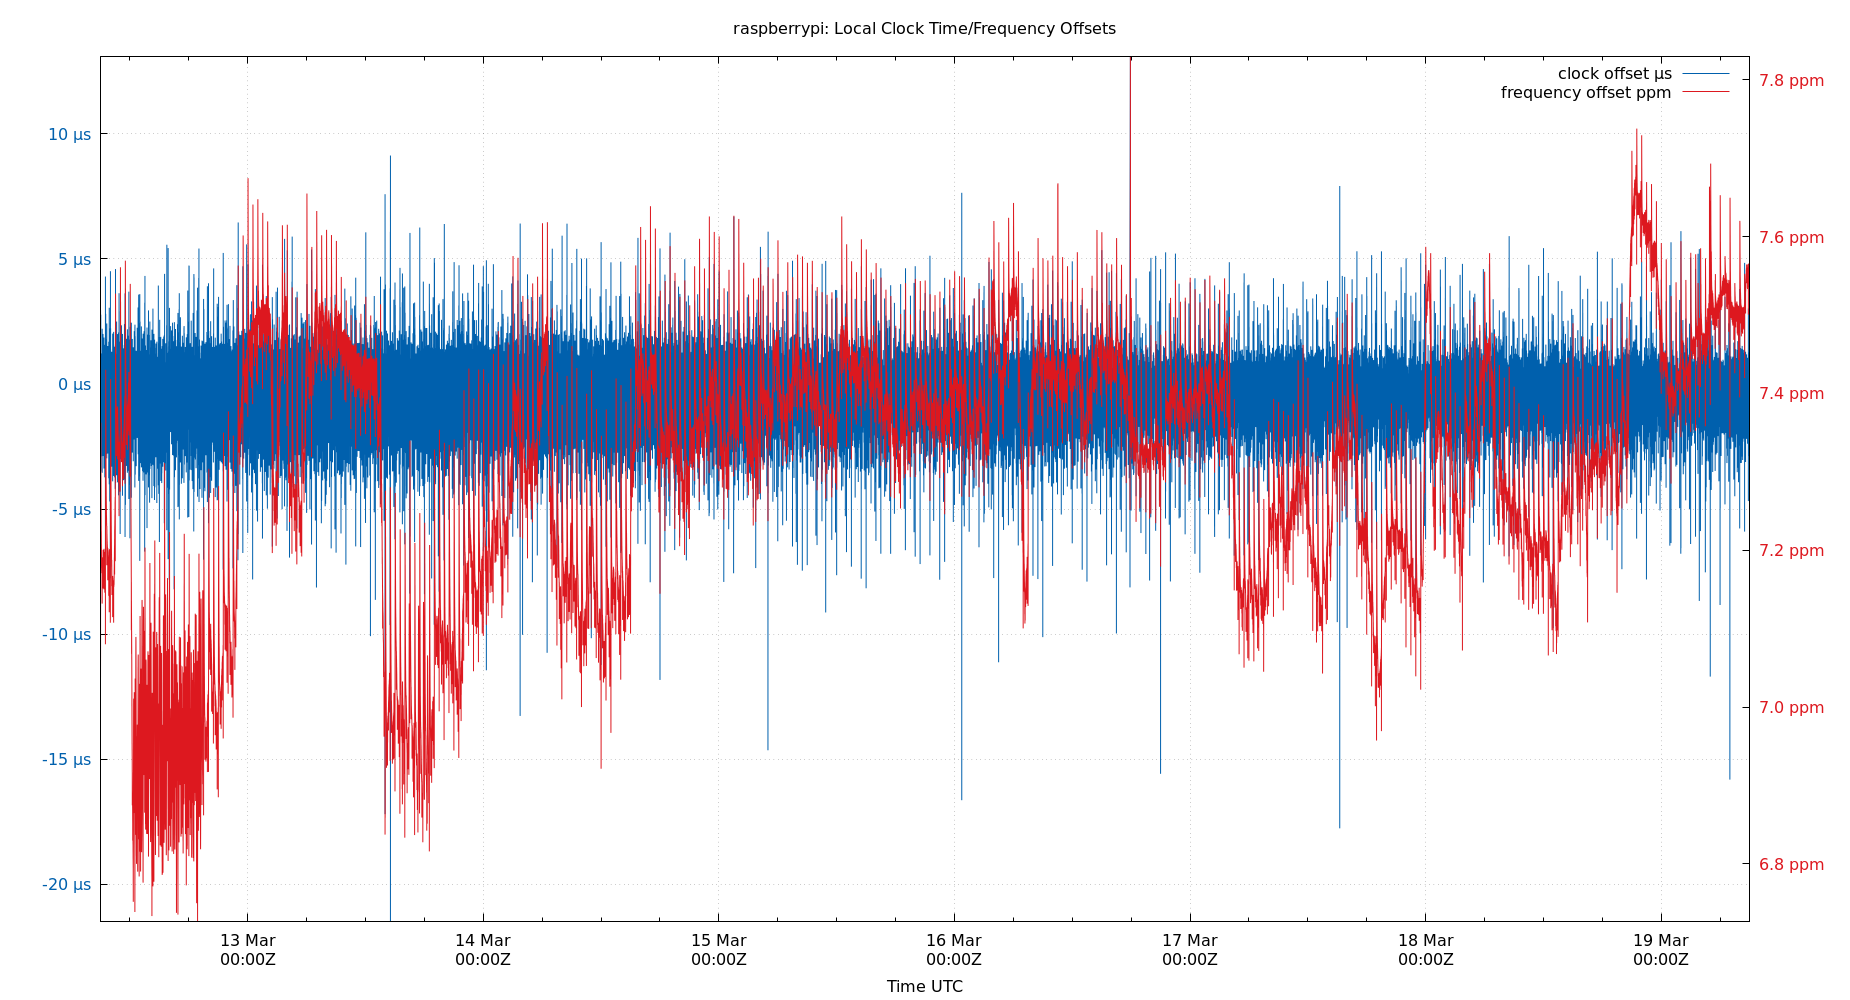 raspberrypi: Local Clock Time/Frequency Offsets
clock offset µs
frequency offset ppm
10 µs
5 µs
0 µs
-5 µs
-10 µs
-15 µs
-20 µs
7.8 ppm
7.6 ppm
7.4 ppm
7.2 ppm
7.0 ppm
6.8 ppm
13 Mar
00:00Z
14 Mar
00:00Z
15 Mar
00:00Z
16 Mar
00:00Z
17 Mar
00:00Z
18 Mar
00:00Z
19 Mar
00:00Z
Time UTC